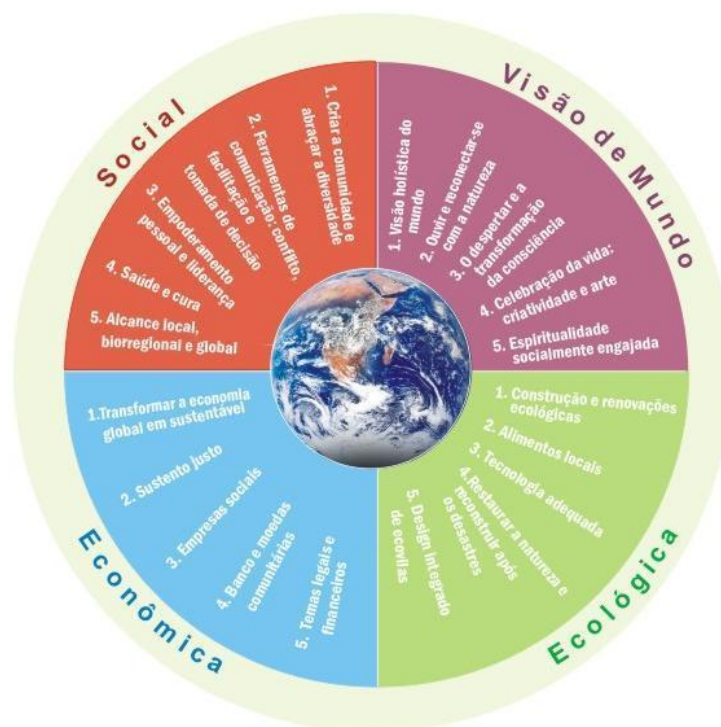 Social
1. Criar a comunidade e
abraçar a diversidade
2. Ferramentas de
comunicação: conflito,
facilitação e
tomada de decisão
3. Empoderamento
pessoal e liderança
4. Saúde e cura
5. Alcance local,
biorregional e global
Visão de Mundo
1. Visão holística do
mundo
2. Ouvir e reconectar-se
com a natureza
3. O despertar e a
transformação
da consciência
4. Celebração da vida:
criatividade e arte
5. Espiritualidade
socialmente engajada
Econômica
1.Transformar a economia
global em sustentável
2. Sustento justo
3. Empresas sociais
4. Banco e moedas
comunitárias
5. Temas legais e
financeiros
Ecológica
1. Construção e renovações
ecológicas
2. Alimentos locais
3. Tecnologia adequada
4.Restaurar a natureza e
reconstruir após
os desastres
5. Design integrado
de ecovilas